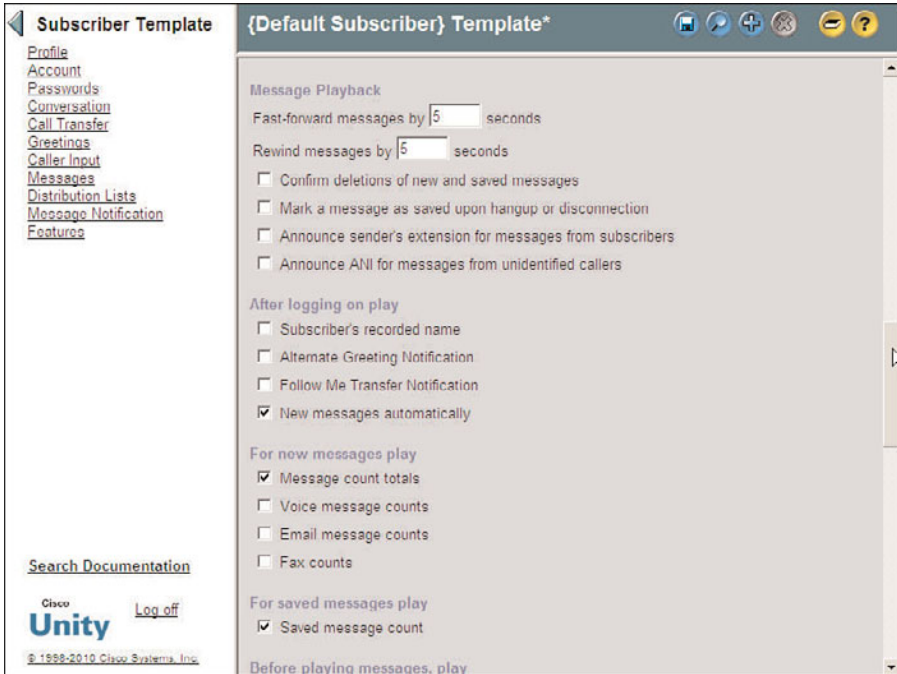 Subscriber Template
Profile
Account
Passwords
Conversation
Call Transfer
Greetings
Caller Input
Messages
Distribution Lists
Message Notification
Features
Search Documentation
Cisco
Unity
Log off
© 1998-2010 Cisco Systems, Inc.
{Default Subscriber} Template*
?
Message Playback
Fast-forward messages by 5 seconds
Rewind messages by 5 seconds
Confirm deletions of new and saved messages
Mark a message as saved upon hangup or disconnection
Announce sender's extension for messages from subscribers
Announce ANI for messages from unidentified callers
After logging on play
Subscriber's recorded name
Alternate Greeting Notification
Follow Me Transfer Notification
New messages automatically
For new messages play
Message count totals
Voice message counts
Email message counts
Fax counts
For saved messages play
Saved message count
Before playing messages, play